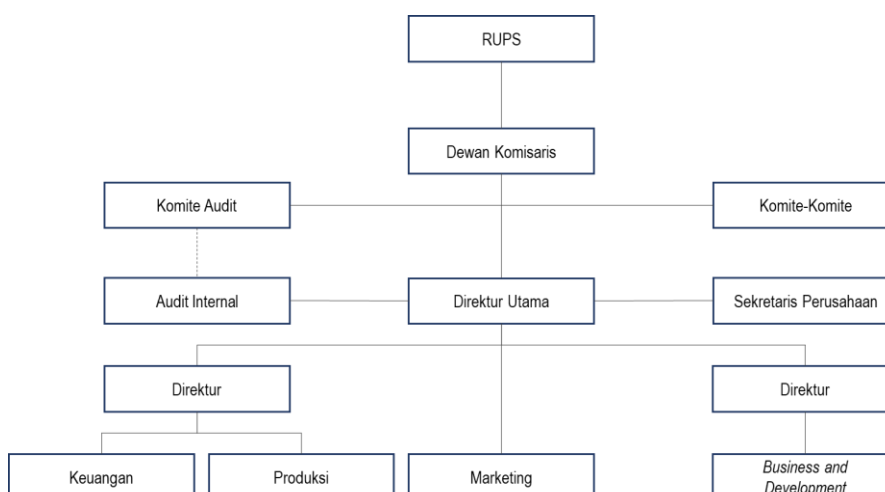 RUPS
Dewan Komisaris
Komite Audit
Komite-Komite
Audit Internal
Direktur Utama
Sekretaris Perusahaan
Direktur
Direktur
Keuangan
Produksi
Marketing
Business and
Development